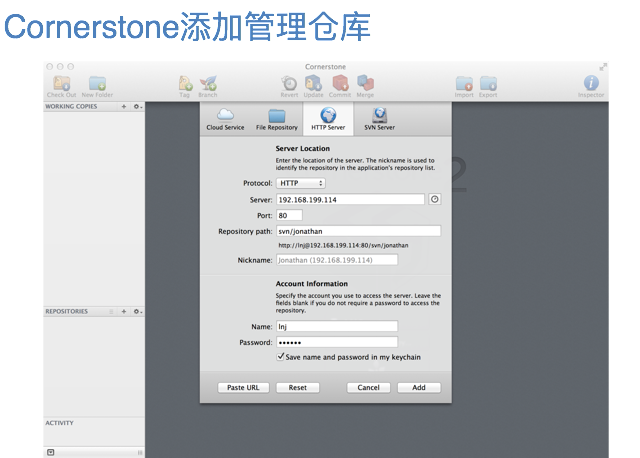 Cornerstone添加管理仓库
Cornerstone
Check Out
New Folder
Tag
Branch
Revert
Update
Commit
Merge
Import
Export
Inspector
WORKING COPIES
Cloud Service
File Repository
HTTP Server
SVN Server
Server Location
Enter the location of the server. The nickname is used to
identify the repository in the application's repository list.
Protocol: HTTP
Server: 192.168.199.114
Port: 80
Repository path: svn/jonathan
http://lnj@192.168.199.114:80/svn/jonathan
Nickname: Jonathan (192.168.199.114)
2
Account Information
Specify the account you use to access the server. Leave the
fields blank if you do not require a password to access the
repository.
Name: lnj
Password: ••••••
Save name and password in my keychain
Paste URL
Reset
Cancel
Add
REPOSITORIES
ACTIVITY